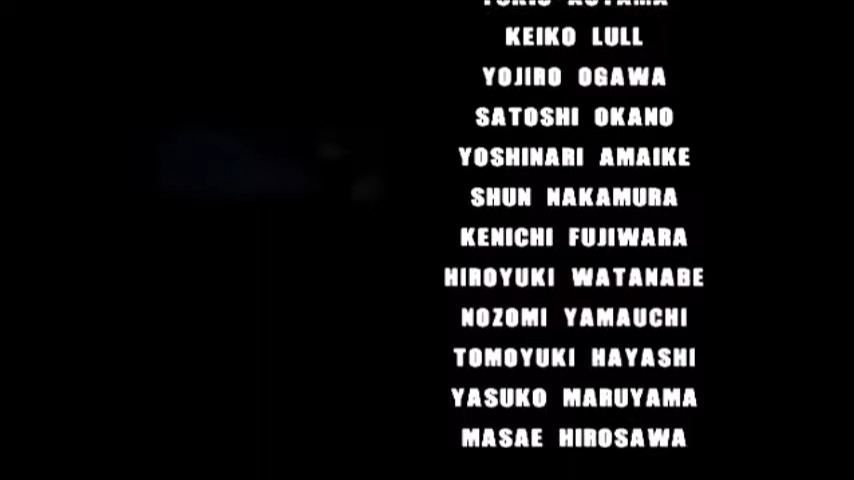 KEIKO LULL
YOJIRO OGAWA
SATOSHI OKANO
YOSHINARI AMAIKE
SHUN NAKAMURA
KENICHI FUJIWARA
HIROYUKI WATANABE
NOZOMI YAMAUCHI
TOMOYUKI HAYASHI
YASUKO MARUYAMA
MASAE HIROSAWA